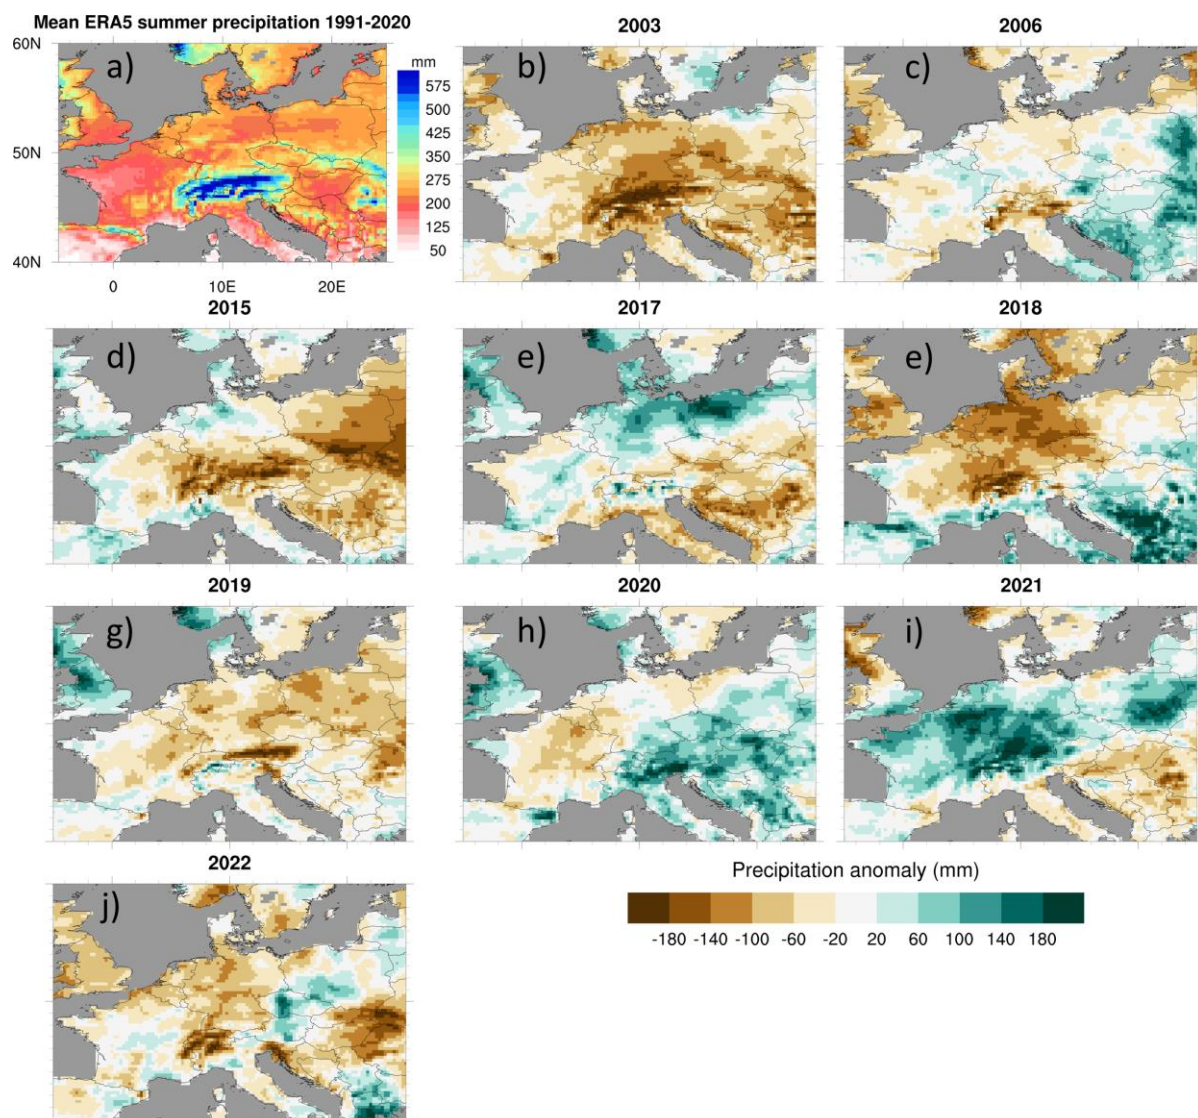 Mean ERA5 summer precipitation 1991-2020
2003
2006
60N
50N
40N
0
10E
20E
a)
mm
575
500
425
350
275
200
125
50
b)
c)
2015
2017
2018
d)
e)
e)
2019
2020
2021
g)
h)
i)
2022
j)
Precipitation anomaly (mm)
-180 -140 -100 -60 -20 20 60 100 140 180